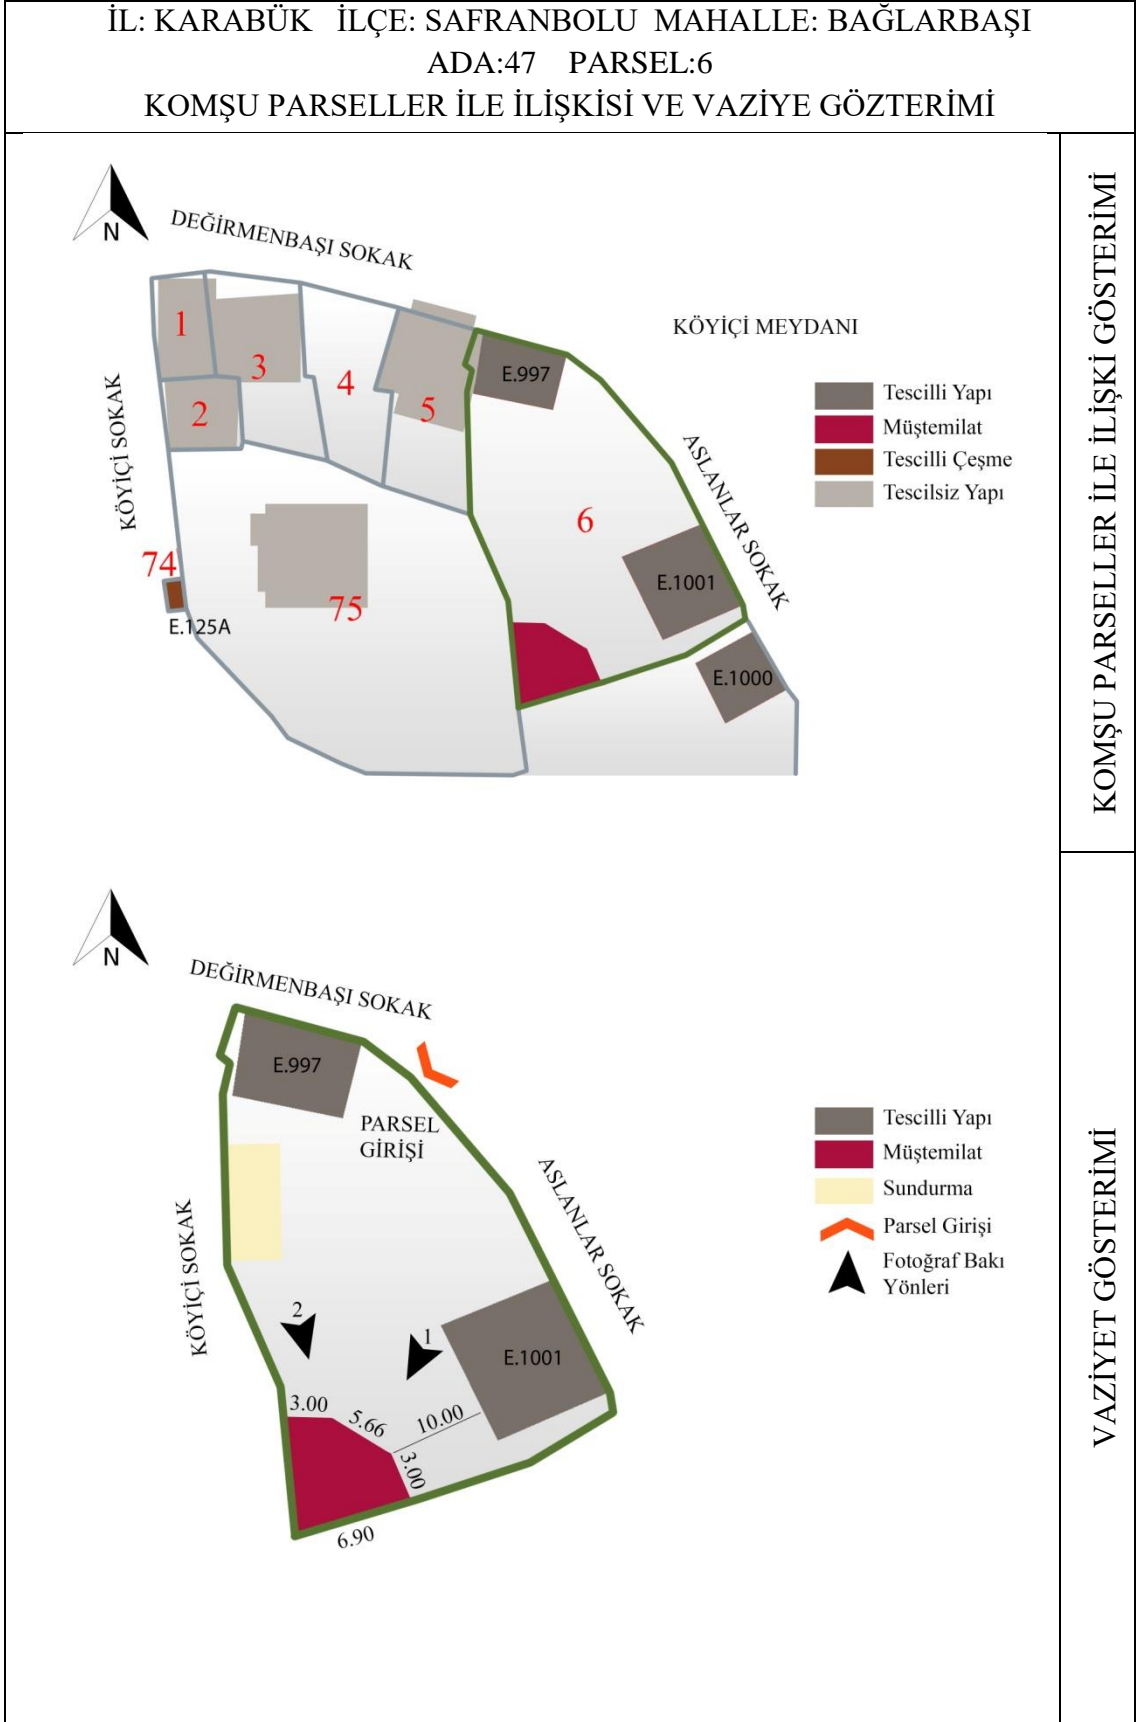 İL: KARABÜK İLÇE: SAFRANBOLU MAHALLE: BAĞLARBAŞI
ADA:47 PARSEL:6
KOMŞU PARSELLER İLE İLİŞKİSİ VE VAZİYE GÖZTERİMİ
KOMŞU PARSELLER İLE İLİŞKİ GÖSTERİMİ
N
DEĞİRMENBAŞI SOKAK
KÖYİÇİ MEYDANI
KÖYİÇİ SOKAK
ASLANLAR SOKAK
1
2
3
4
5
6
74
75
E.997
E.1001
E.1000
E.125A
Tescilli Yapı
Müştemilat
Tescilli Çeşme
Tescilsiz Yapı
VAZİYET GÖSTERİMİ
N
DEĞİRMENBAŞI SOKAK
E.997
PARSEL
GİRİŞİ
ASLANLAR SOKAK
KÖYİÇİ SOKAK
2
1
E.1001
3.00
5.66
10.00
3.00
6.90
Tescilli Yapı
Müştemilat
Sundurma
Parsel Girişi
Fotoğraf Bakı
Yönleri